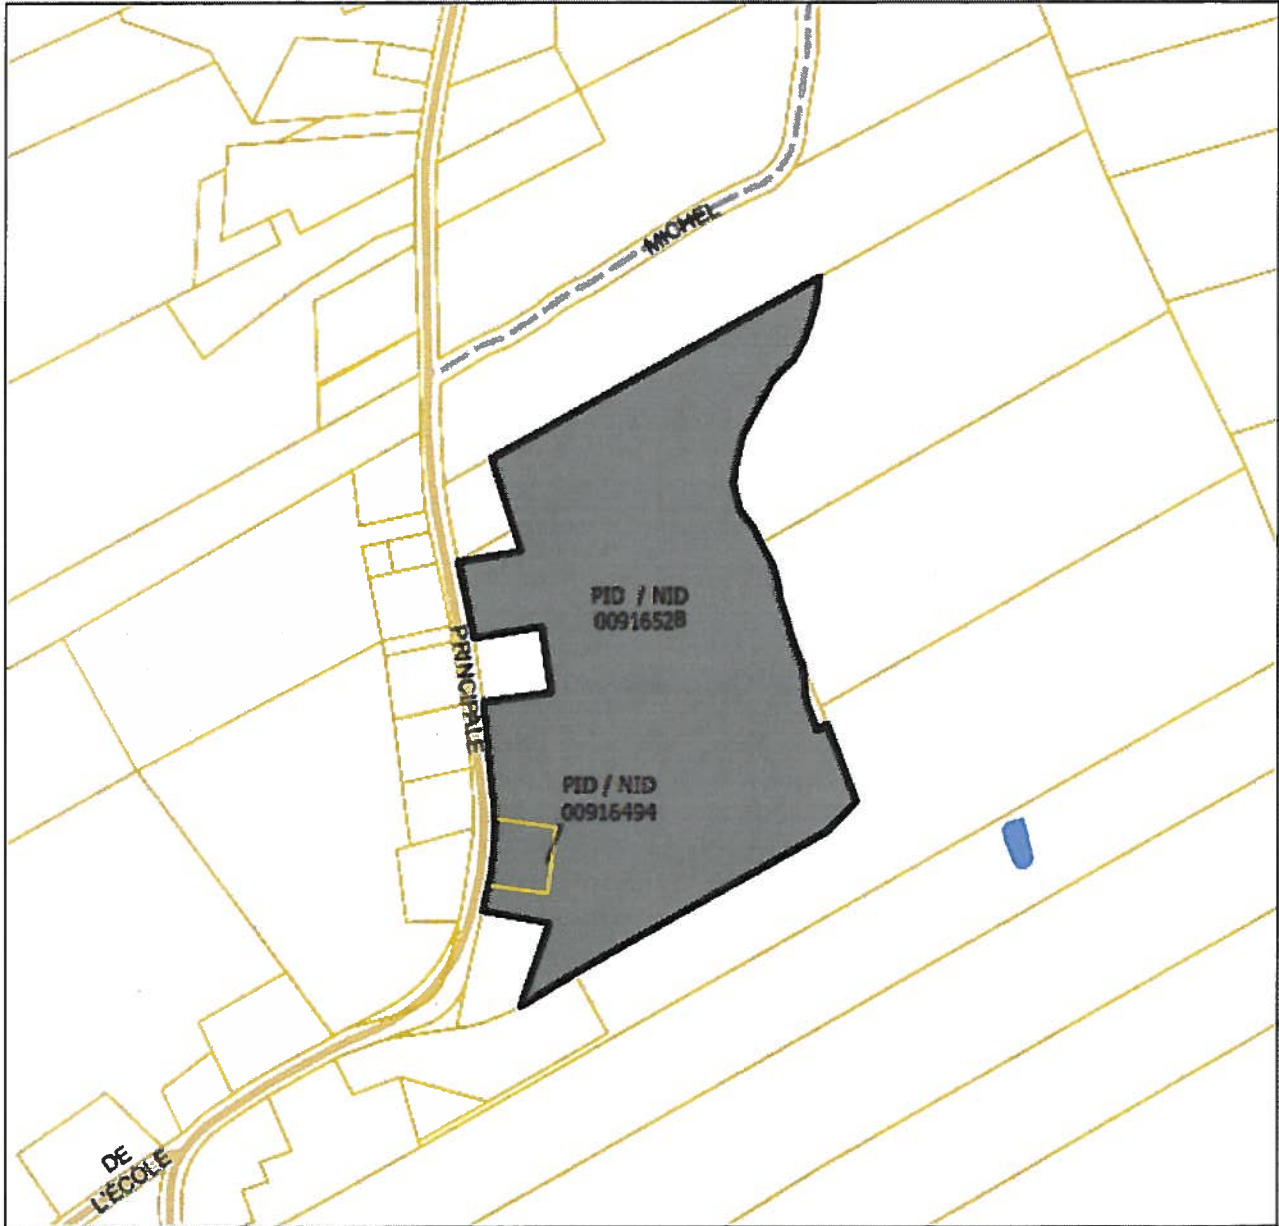 MICHEL
PID / NID
00916528
PRINCIPALE
PID / NID
00916494
DE
L'ÉCOLE